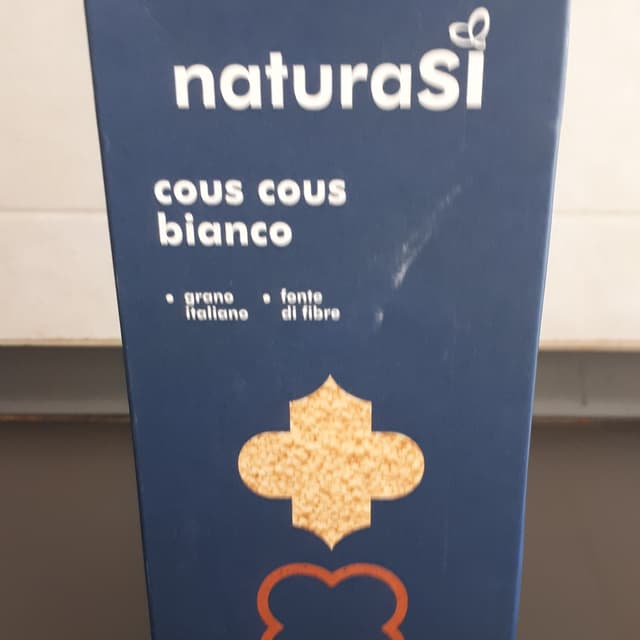 naturaSì
cous cous
bianco
• grano
italiano
• fonte
di fibre